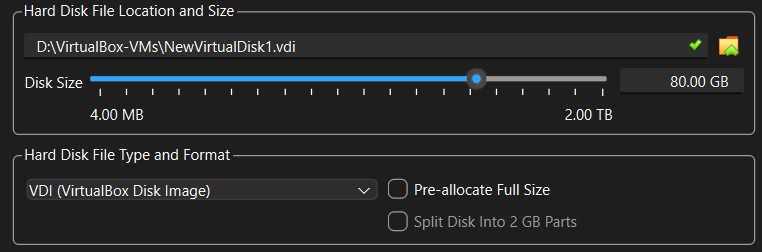 Hard Disk File Location and Size
D:\VirtualBox-VMs\NewVirtualDisk1.vdi
Disk Size 80.00 GB
4.00 MB 2.00 TB
Hard Disk File Type and Format
VDI (VirtualBox Disk Image) Pre-allocate Full Size
Split Disk Into 2 GB Parts